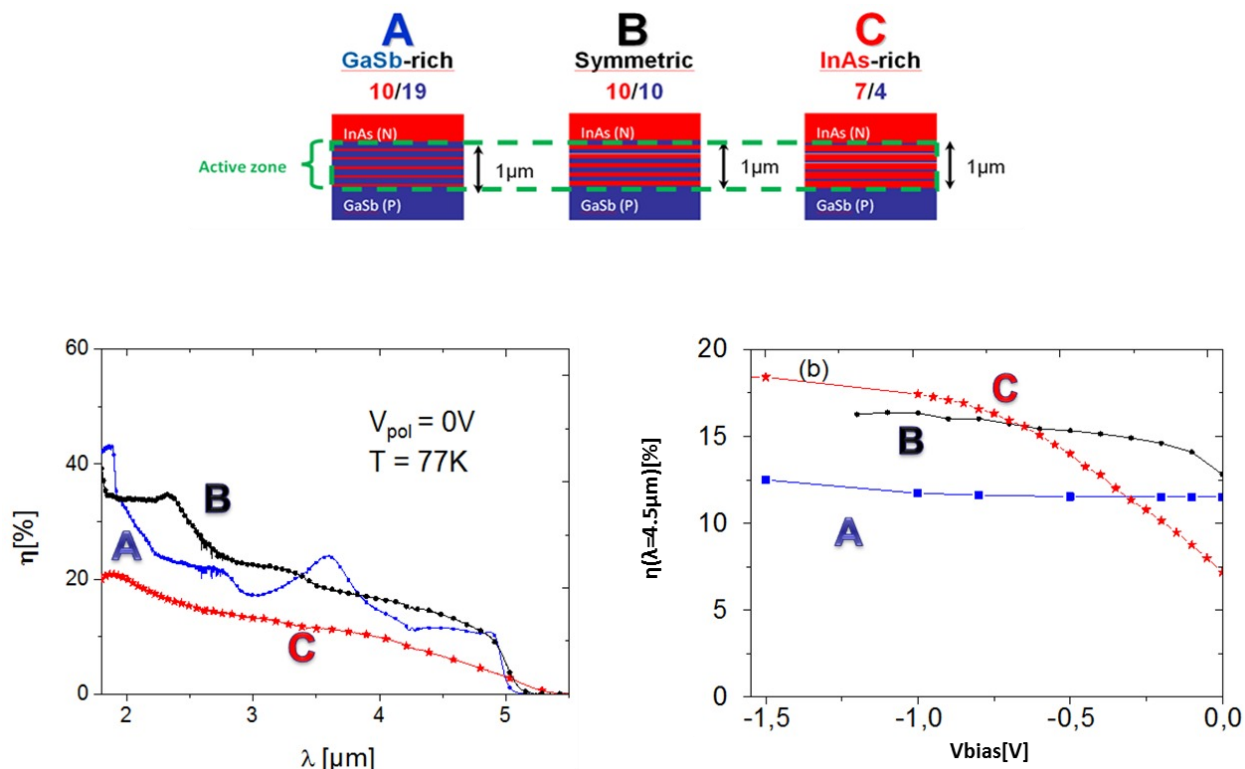 A B C
GaSb-rich Symmetric InAs-rich
10/19 10/10 7/4
InAs (N) InAs (N) InAs (N)
Active zone 1µm 1µm 1µm
GaSb (P) GaSb (P) GaSb (P)
60
40
20
0
η[%]
V_pol = 0V
T = 77K
B
A
C
2 3 4 5
λ [µm]
20
15
10
5
0
η(λ=4.5µm)[%]
(b)
C
B
A
-1,5 -1,0 -0,5 0,0
Vbias[V]